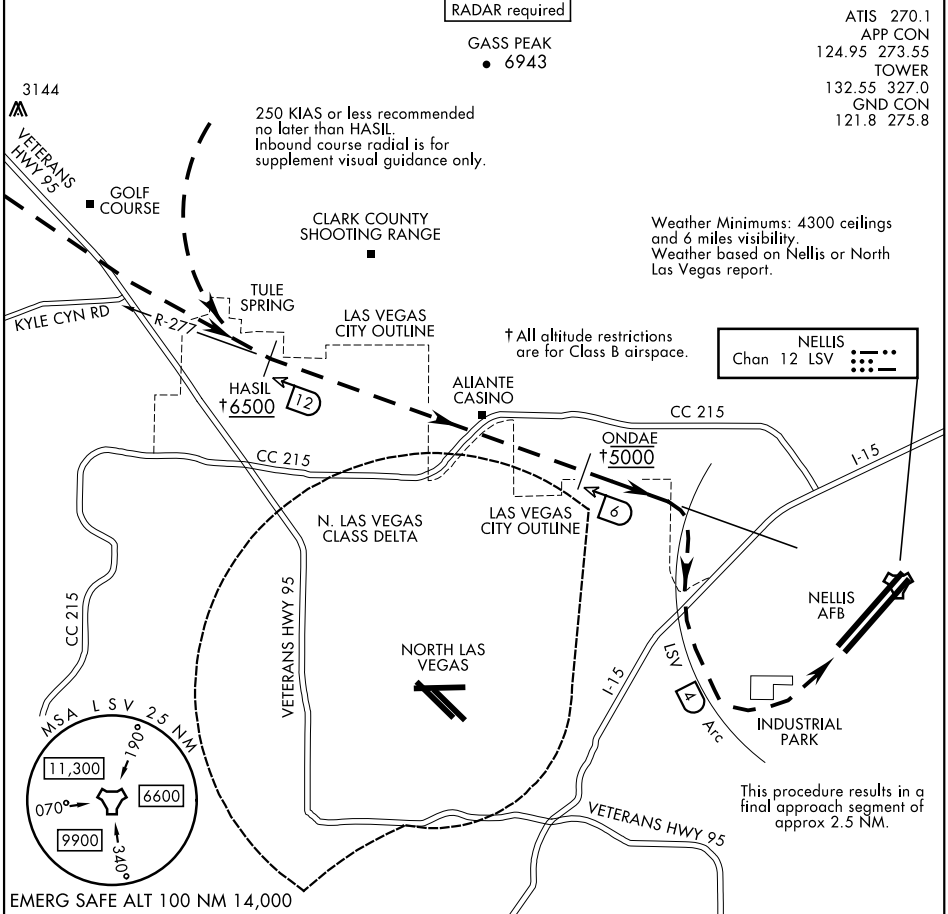 RADAR required
ATIS 270.1
APP CON
124.95 273.55
TOWER
132.55 327.0
GND CON
121.8 275.8
GASS PEAK
6943
3144
250 KIAS or less recommended
no later than HASIL.
Inbound course radial is for
supplement visual guidance only.
VETERANS
HWY 95
GOLF
COURSE
CLARK COUNTY
SHOOTING RANGE
Weather Minimums: 4300 ceilings
and 6 miles visibility.
Weather based on Nellis or North
Las Vegas report.
TULE
SPRING
KYLE CYN RD
R-277
LAS VEGAS
CITY OUTLINE
† All altitude restrictions
are for Class B airspace.
NELLIS
Chan 12 LSV
HASIL
†6500
12
ALIANTE
CASINO
CC 215
ONDAE
†5000
I-15
CC 215
6
N. LAS VEGAS
CLASS DELTA
LAS VEGAS
CITY OUTLINE
CC 215
VETERANS HWY 95
NELLIS
AFB
NORTH LAS
VEGAS
I-15
LSV
4
Arc
INDUSTRIAL
PARK
MSA LSV 25 NM
190°
11,300
070°
6600
9900
340°
This procedure results in a
final approach segment of
approx 2.5 NM.
VETERANS HWY 95
EMERG SAFE ALT 100 NM 14,000